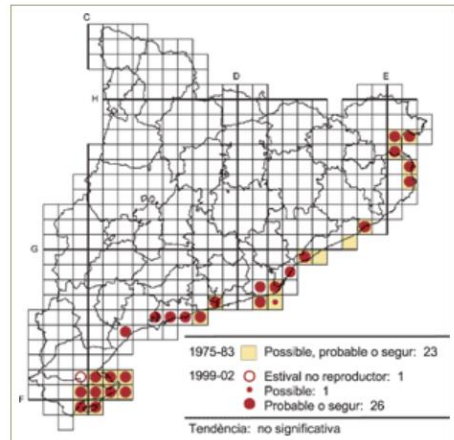 C
D
E
H
G
F
1975-83 Possible, probable o segur: 23
1999-02 Estival no reproductor: 1
Possible: 1
Probable o segur: 26
Tendència: no significativa